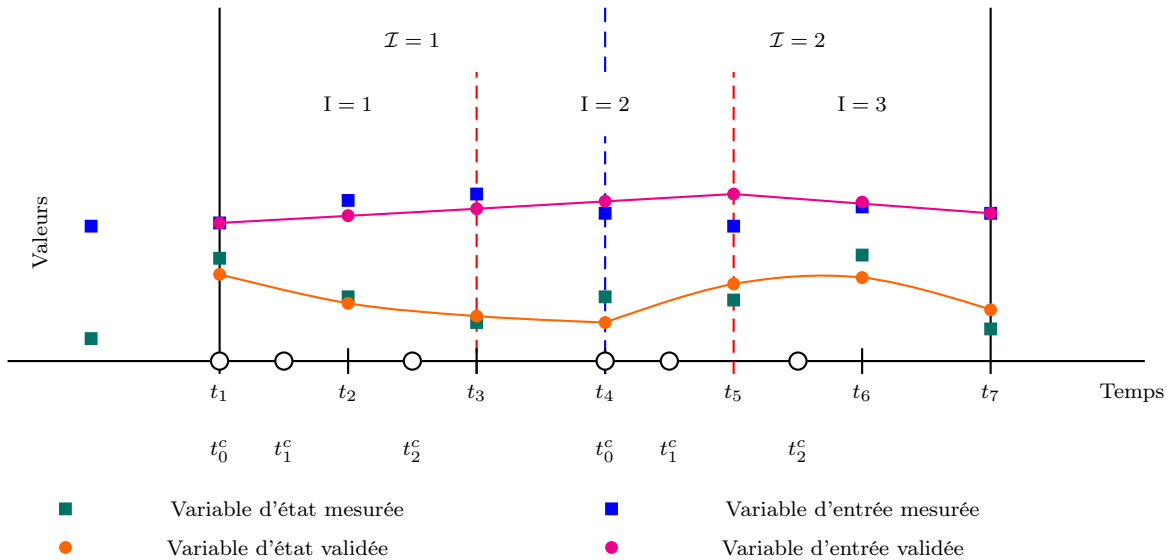 𝓘 = 1
𝓘 = 2
I = 1
I = 2
I = 3
Valeurs
t₁
t₂
t₃
t₄
t₅
t₆
t₇
Temps
t₀ᶜ
t₁ᶜ
t₂ᶜ
t₀ᶜ
t₁ᶜ
t₂ᶜ
Variable d'état mesurée
Variable d'entrée mesurée
Variable d'état validée
Variable d'entrée validée